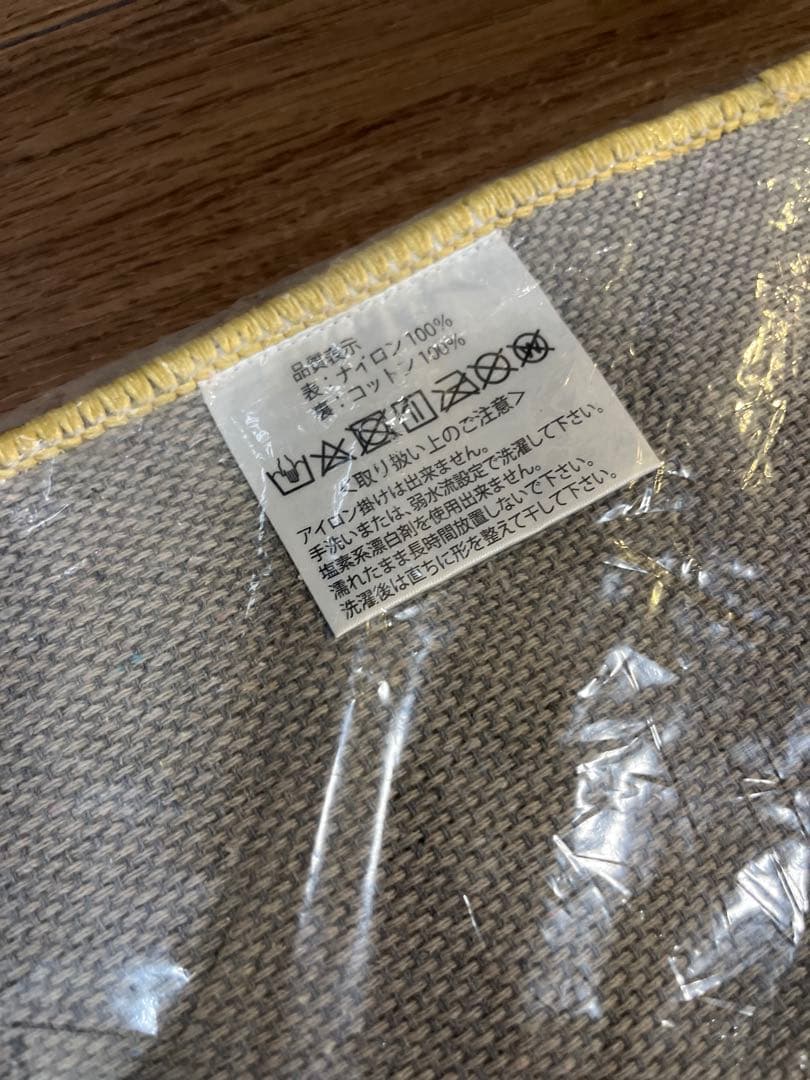 品質表示
表：ナイロン100%
裏：コットン100%
＜取り扱い上のご注意＞
アイロン掛けは出来ません。
手洗いまたは、弱水流設定で洗濯して下さい。
塩素系漂白剤を使用出来ません。
濡れたまま長時間放置しないで下さい。
洗濯後は直ちに形を整えて干して下さい。